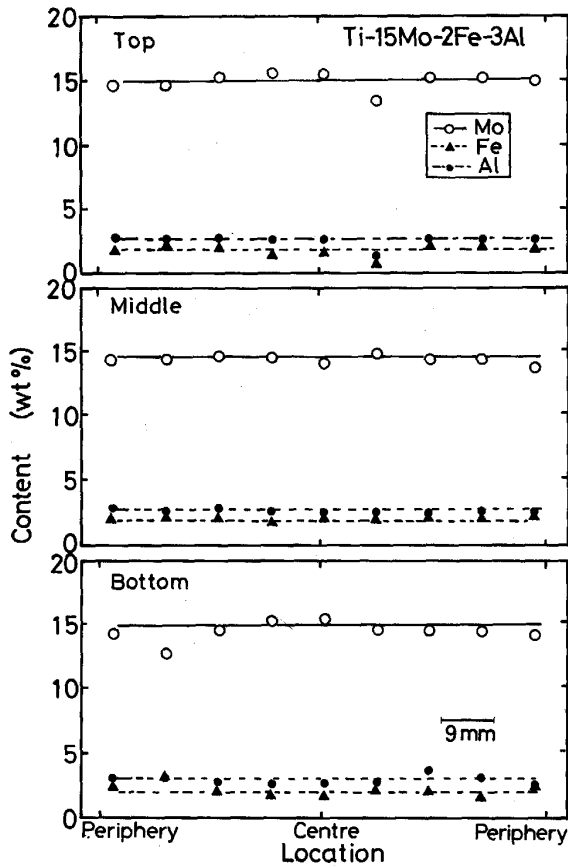 20
Top
Ti-15Mo-2Fe-3Al
15
Mo
Fe
Al
10
5
0
20
Middle
15
10
5
0
20
Bottom
15
10
9mm
5
0
Content (wt%)
Periphery
Centre
Periphery
Location